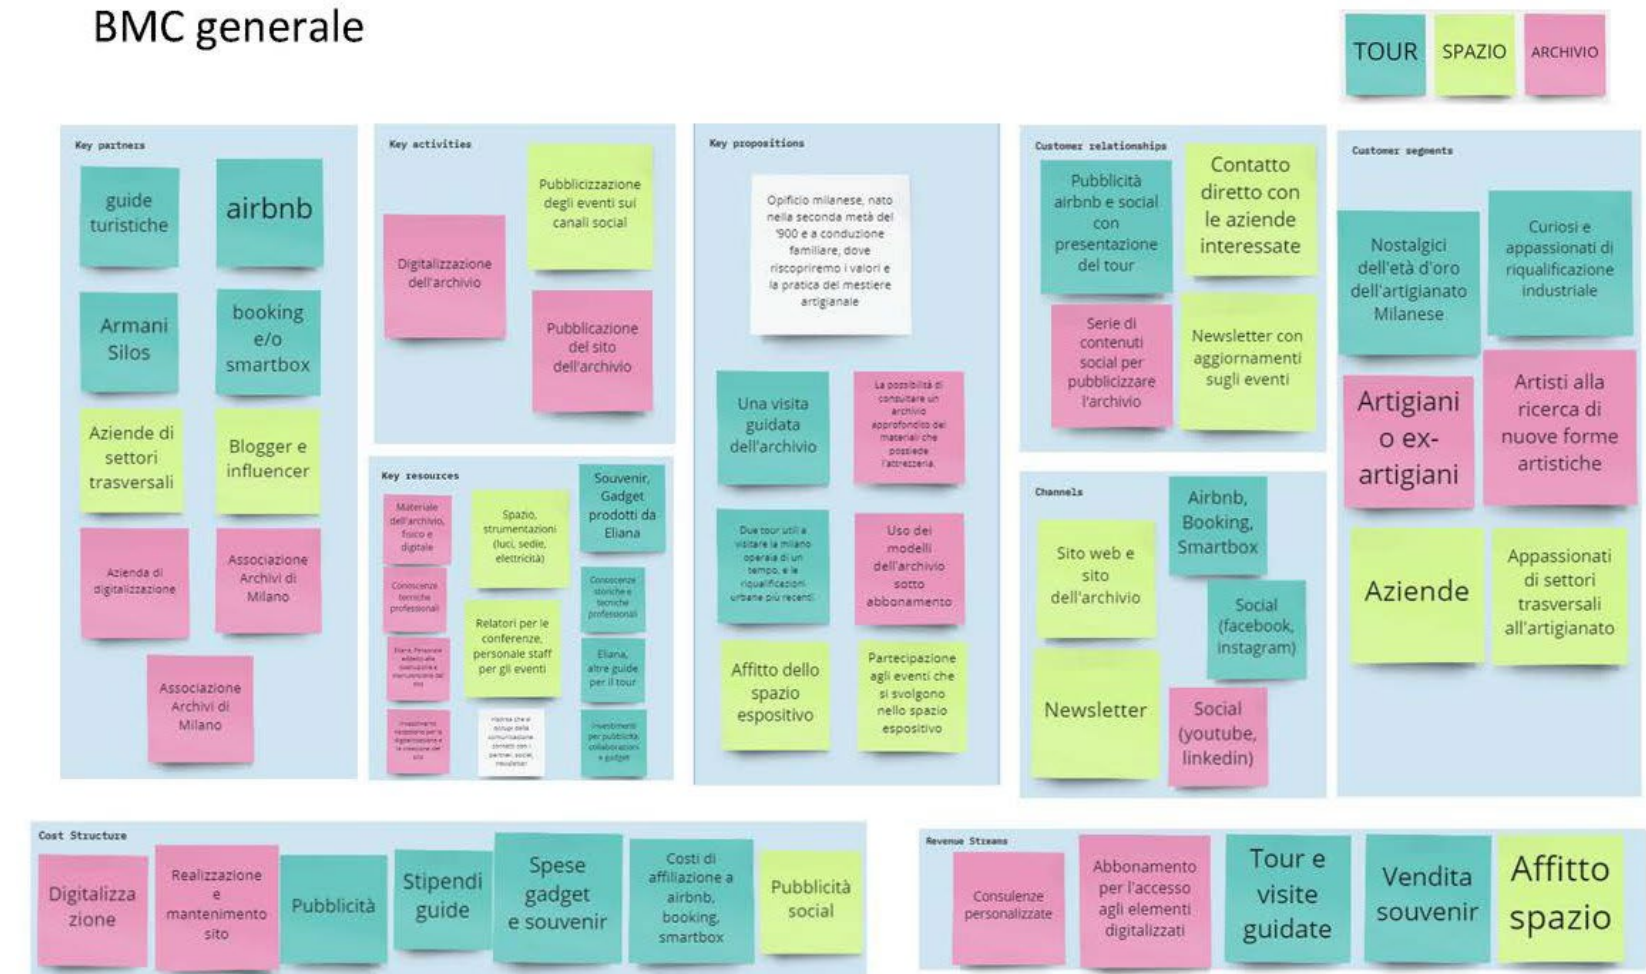 BMC generale
TOUR
SPAZIO
ARCHIVIO
Key partners
guide
turistiche
airbnb
Armani
Silos
booking
e/o
smartbox
Aziende di
settori
trasversali
Blogger e
influencer
Azienda di
digitalizzazione
Associazione
Archivi di
Milano
Associazione
Archivi di
Milano
Key activities
Pubblicizzazione
degli eventi sui
canali social
Digitalizzazione
dell'archivio
Pubblicazione
del sito
dell'archivio
Key resources
Materiale
dell'archivio,
fisico e
digitale
Spazio,
strumentazioni
(luci, sedie,
elettricità)
Souvenir,
Gadget
prodotti da
Eliana
Conoscenze
tecniche
professionali
Relatori per le
conferenze,
personale staff
per gli eventi
Conoscenze
storiche e
tecniche
professionali
Eliana,
altre guide
per il tour
Investimenti
per pubblicità,
collaborazioni
e gadget
Key propositions
Opificio milanese, nato
nella seconda metà del
'900 e a conduzione
familiare, dove
riscopriremo i valori e
la pratica del mestiere
artigianale
Una visita
guidata
dell'archivio
La possibilità di
consultare un
archivio
approfondito dei
materiali che
possiede
l'attrezzeria.
Due tour utili a
visitare la milano
operaia di un
tempo, e le
riqualificazioni
urbane più recenti.
Uso dei
modelli
dell'archivio
sotto
abbonamento
Affitto dello
spazio
espositivo
Partecipazione
agli eventi che
si svolgono
nello spazio
espositivo
Customer relationships
Pubblicità
airbnb e social
con
presentazione
del tour
Contatto
diretto con
le aziende
interessate
Serie di
contenuti
social per
pubblicizzare
l'archivio
Newsletter con
aggiornamenti
sugli eventi
Channels
Sito web e
sito
dell'archivio
Airbnb,
Booking,
Smartbox
Social
(facebook,
instagram)
Newsletter
Social
(youtube,
linkedin)
Customer segments
Nostalgici
dell'età d'oro
dell'artigianato
Milanese
Curiosi e
appassionati di
riqualificazione
industriale
Artigiani
o ex-
artigiani
Artisti alla
ricerca di
nuove forme
artistiche
Aziende
Appassionati
di settori
trasversali
all'artigianato
Cost Structure
Digitalizza
zione
Realizzazione
e
mantenimento
sito
Pubblicità
Stipendi
guide
Spese
gadget
e souvenir
Costi di
affiliazione a
airbnb,
booking,
smartbox
Pubblicità
social
Revenue Streams
Consulenze
personalizzate
Abbonamento
per l'accesso
agli elementi
digitalizzati
Tour e
visite
guidate
Vendita
souvenir
Affitto
spazio